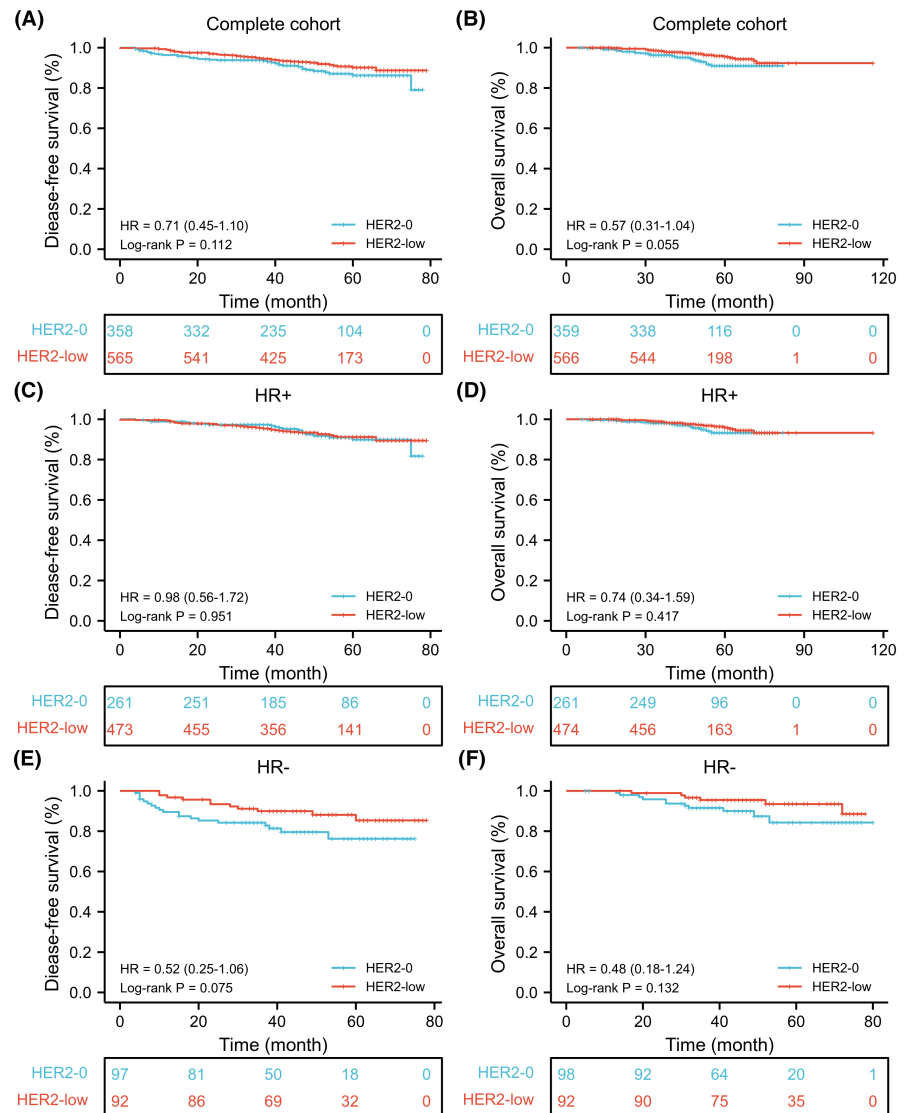 (A)
Complete cohort
Diease-free survival (%)
1.0
0.8
0.6
0.4
0.2
0.0
HR = 0.71 (0.45-1.10)
Log-rank P = 0.112
HER2-0
HER2-low
0 20 40 60 80
Time (month)
HER2-0 358 332 235 104 0
HER2-low 565 541 425 173 0
(B)
Complete cohort
Overall survival (%)
1.0
0.8
0.6
0.4
0.2
0.0
HR = 0.57 (0.31-1.04)
Log-rank P = 0.055
HER2-0
HER2-low
0 30 60 90 120
Time (month)
359 338 116 0 0
566 544 198 1 0
(C)
HR+
Diease-free survival (%)
1.0
0.8
0.6
0.4
0.2
0.0
HR = 0.98 (0.56-1.72)
Log-rank P = 0.951
HER2-0
HER2-low
0 20 40 60 80
Time (month)
HER2-0 261 251 185 86 0
HER2-low 473 455 356 141 0
(D)
HR+
Overall survival (%)
1.0
0.8
0.6
0.4
0.2
0.0
HR = 0.74 (0.34-1.59)
Log-rank P = 0.417
HER2-0
HER2-low
0 30 60 90 120
Time (month)
HER2-0 261 249 96 0 0
HER2-low 474 456 163 1 0
(E)
HR-
Diease-free survival (%)
1.0
0.8
0.6
0.4
0.2
0.0
HR = 0.52 (0.25-1.06)
Log-rank P = 0.075
HER2-0
HER2-low
0 20 40 60 80
Time (month)
HER2-0 97 81 50 18 0
HER2-low 92 86 69 32 0
(F)
HR-
Overall survival (%)
1.0
0.8
0.6
0.4
0.2
0.0
HR = 0.48 (0.18-1.24)
Log-rank P = 0.132
HER2-0
HER2-low
0 20 40 60 80
Time (month)
HER2-0 98 92 64 20 1
HER2-low 92 90 75 35 0